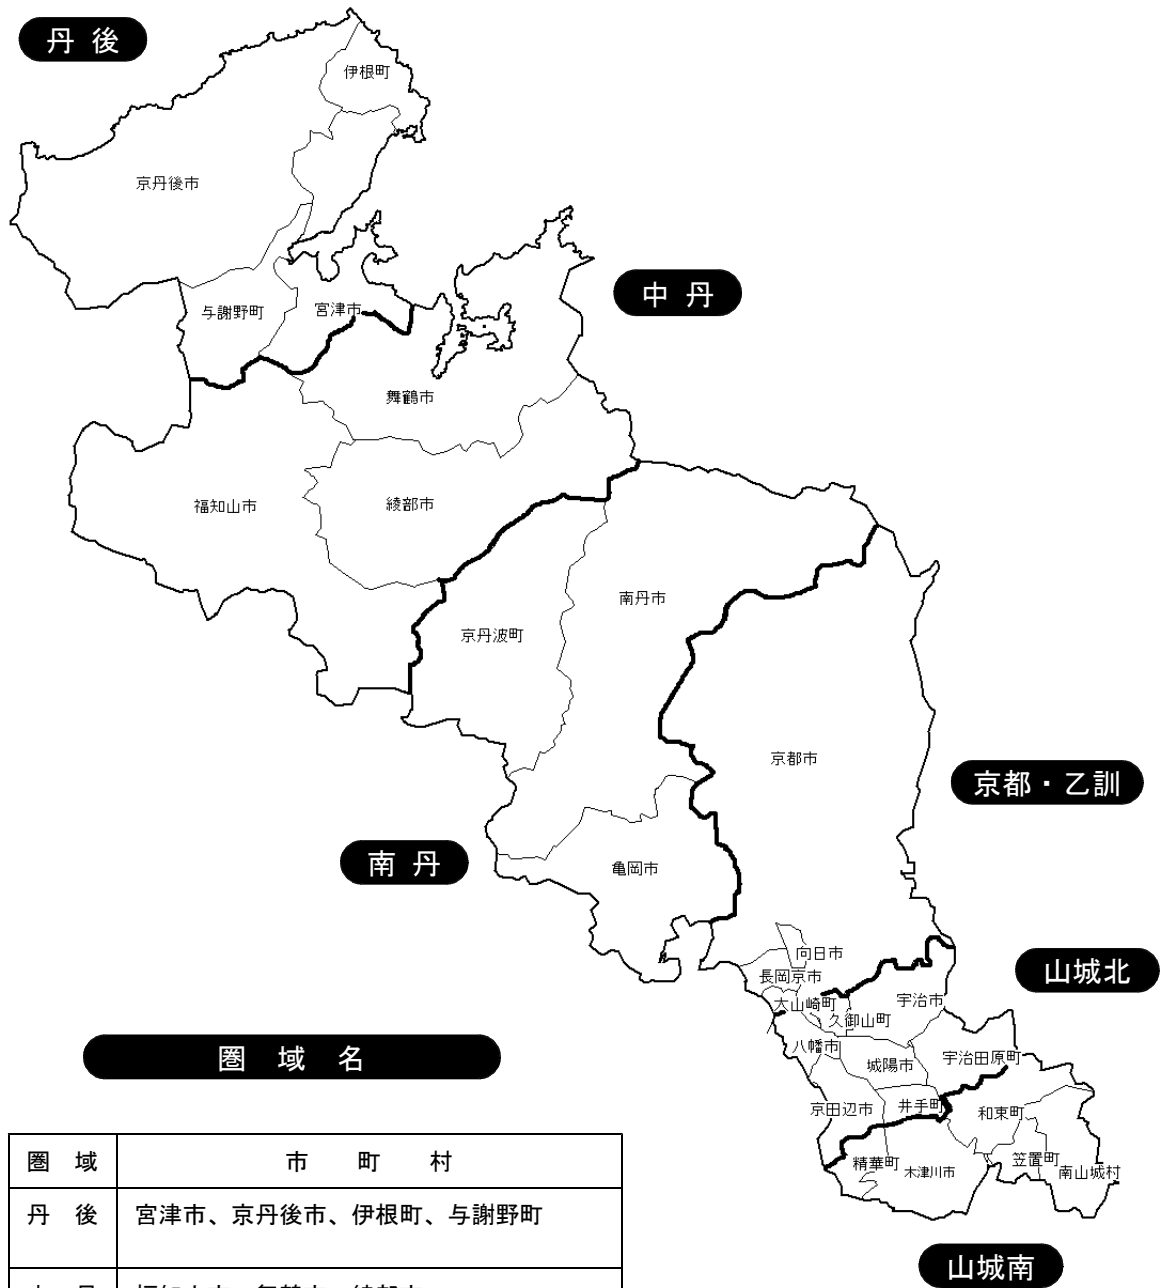 丹 後
伊根町
京丹後市
中 丹
与謝野町
宮津市
舞鶴市
福知山市
綾部市
南丹市
京丹波町
京都市
京都・乙訓
南 丹
亀岡市
向日市
山城北
長岡京市
大山崎町
宇治市
久御山町
八幡市
宇治田原町
城陽市
圏 域 名
京田辺市
井手町
和束町
精華町
木津川市
笠置町
南山城村
山城南
圏 域 市 町 村
丹 後 宮津市、京丹後市、伊根町、与謝野町